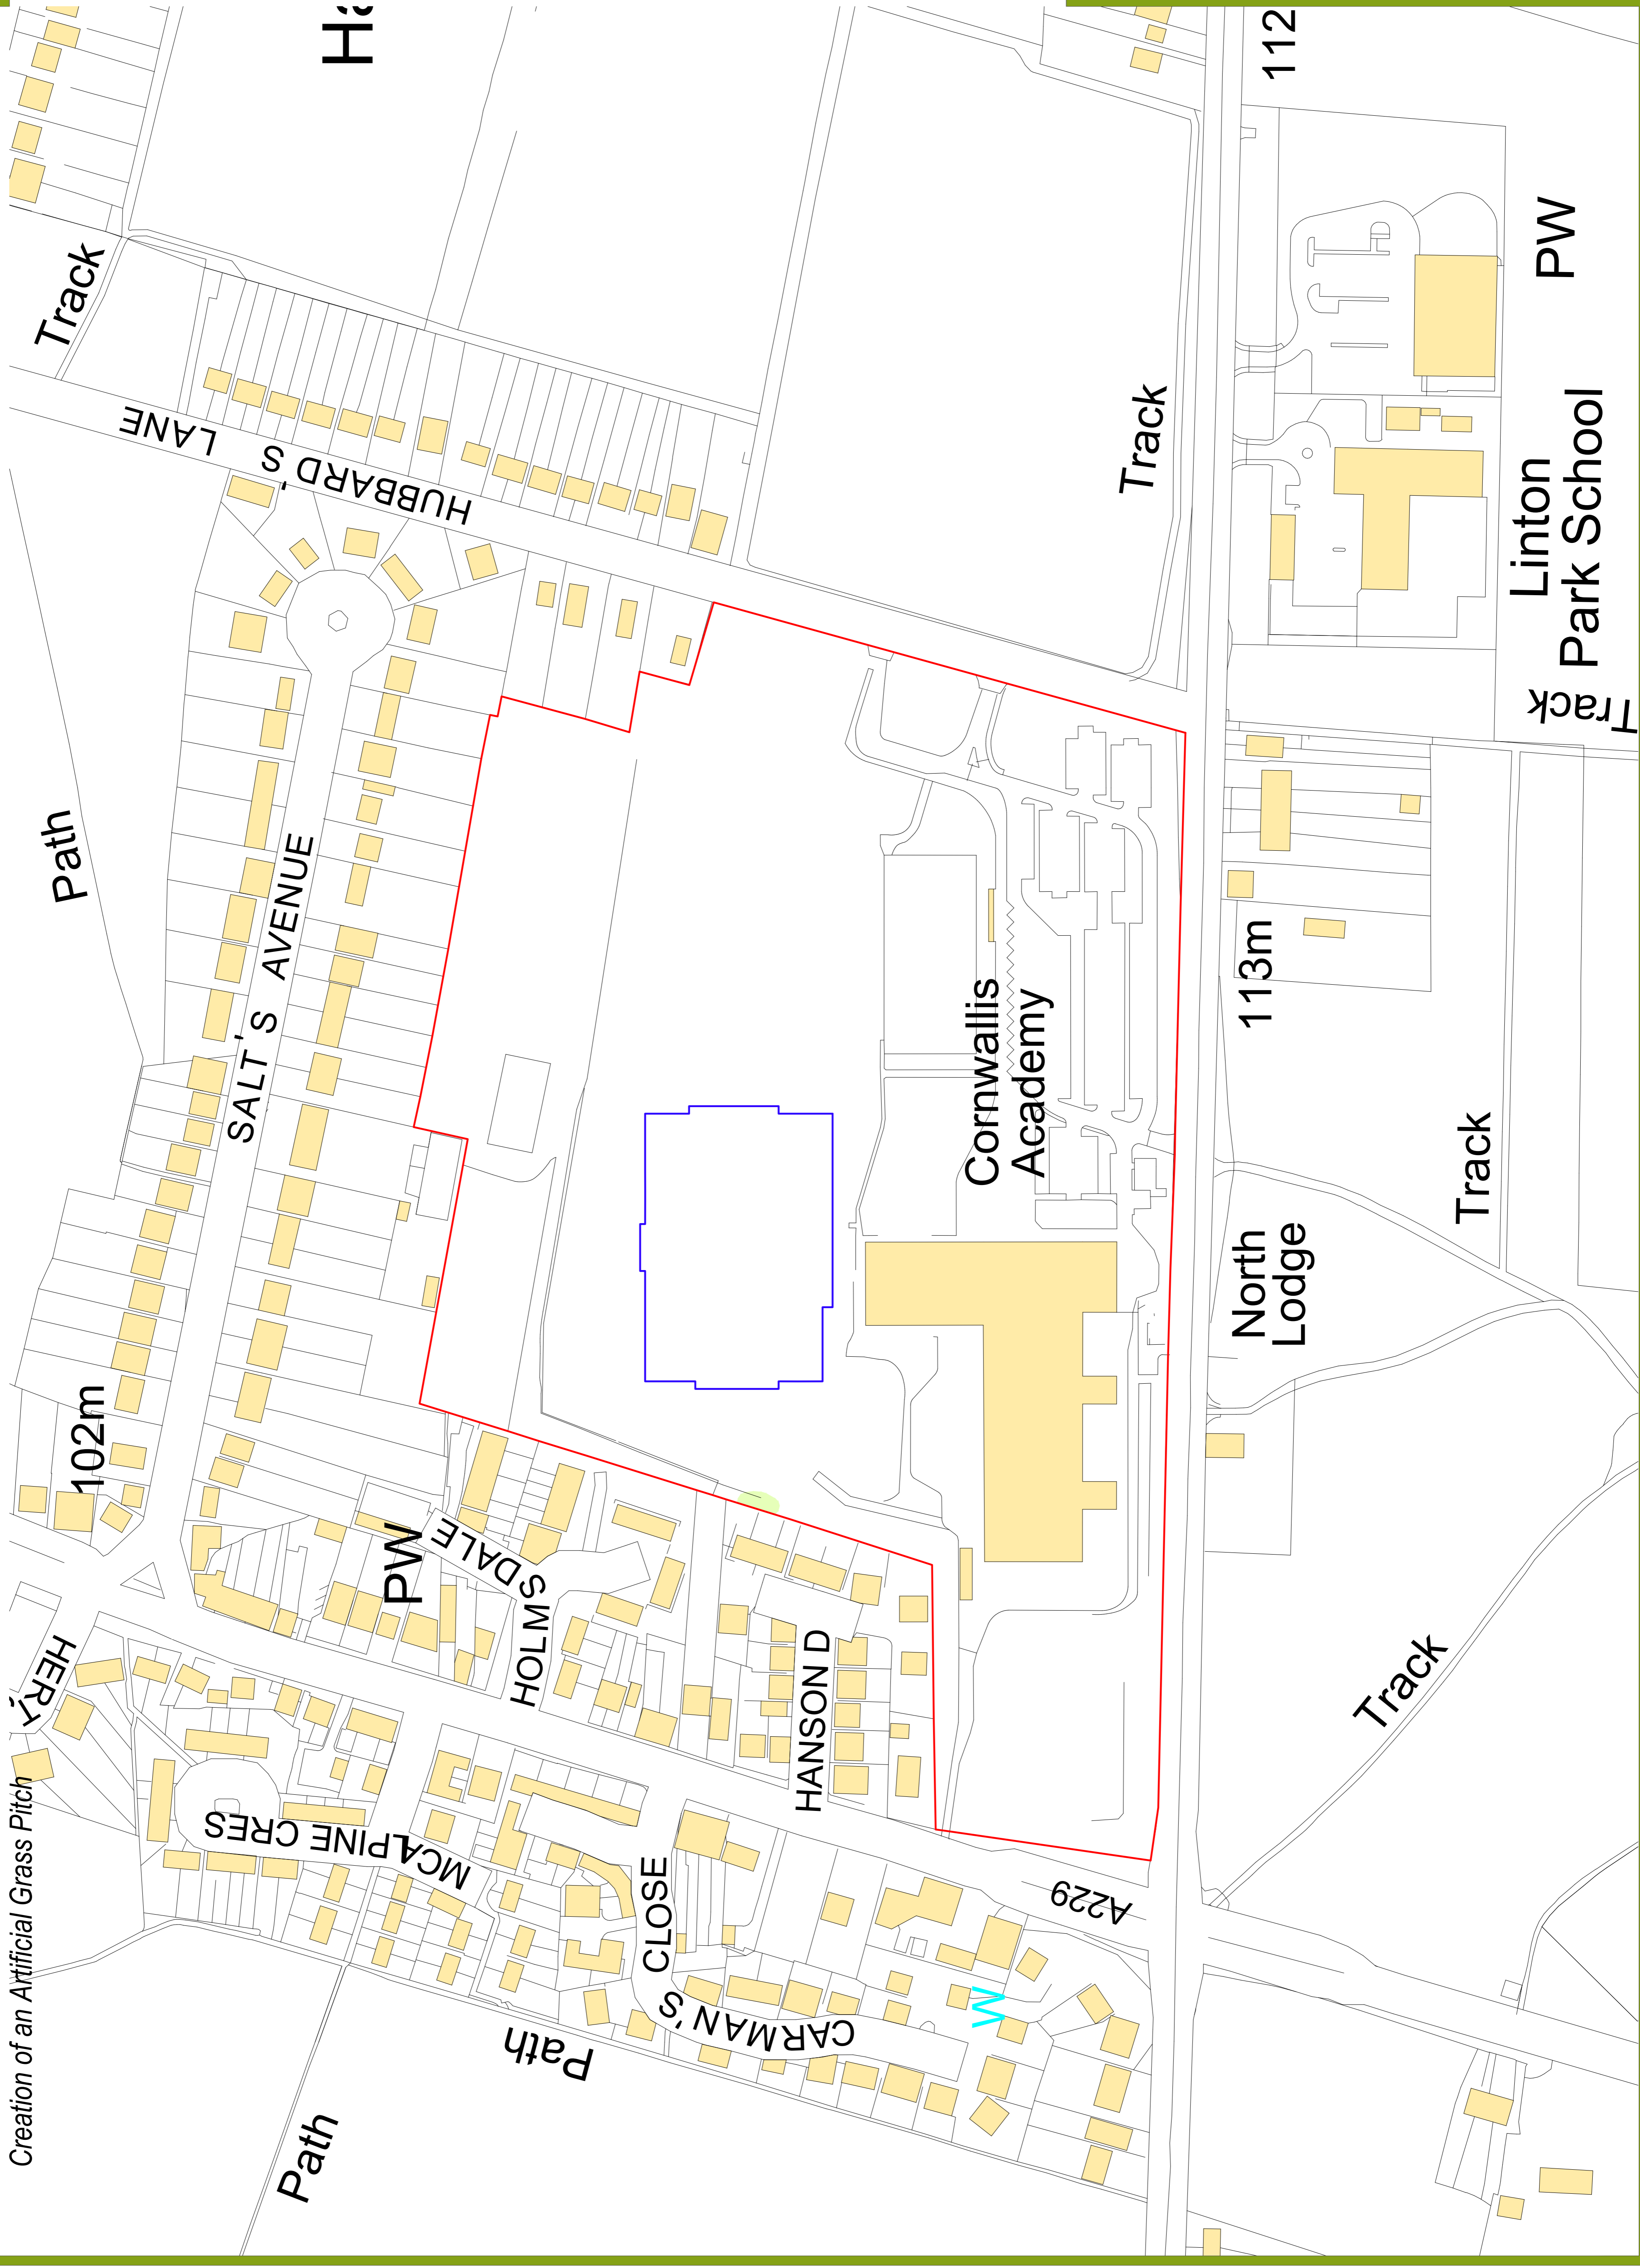 Creation of an Artificial Grass Pitch
Track
LANE
HUBBARD'S
112
PW
Linton
Park School
Track
Track
Path
SALT'S AVENUE
Cornwallis
Academy
113m
North
Lodge
Track
Track
102m
PW
HOLMSDALE
HANSON D
MCALPINE CRES
CARMAN'S
CLOSE
A229
W
Path
Path